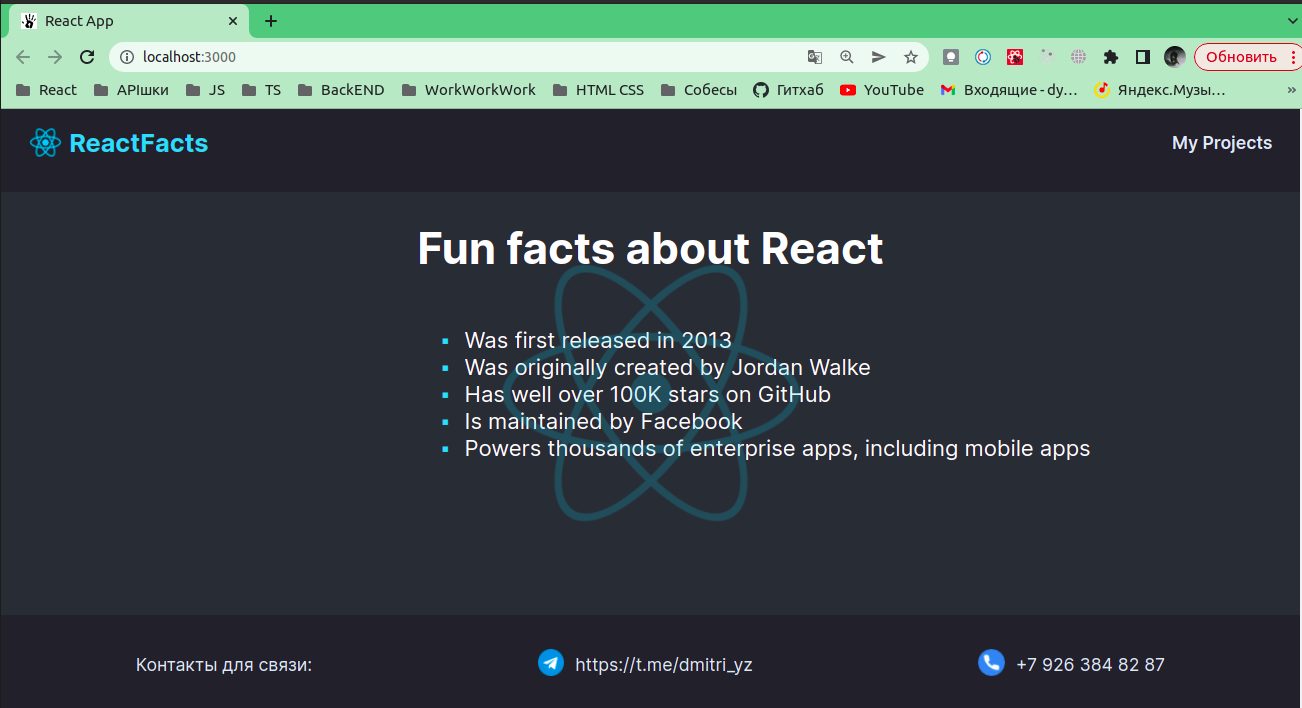 React App
localhost:3000
Обновить
React APIшки JS TS BackEND WorkWorkWork HTML CSS Собесы Гитхаб YouTube Входящие - dy… Яндекс.Музы… »
ReactFacts My Projects
Fun facts about React
Was first released in 2013
Was originally created by Jordan Walke
Has well over 100K stars on GitHub
Is maintained by Facebook
Powers thousands of enterprise apps, including mobile apps
Контакты для связи: https://t.me/dmitri_yz +7 926 384 82 87